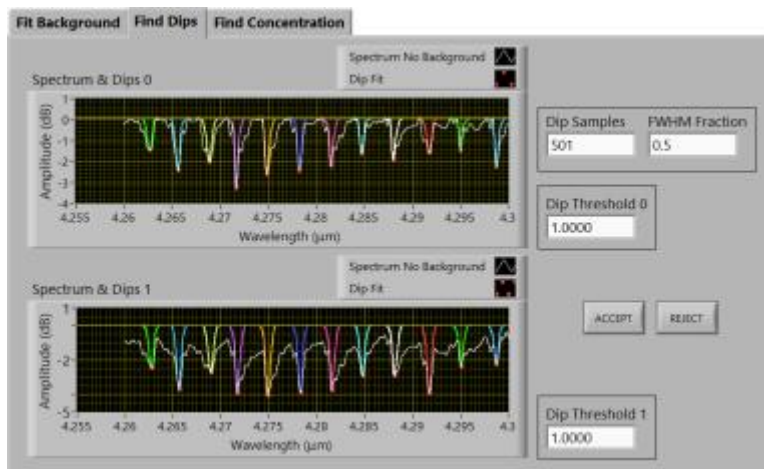 Fit Background Find Dips Find Concentration
Spectrum & Dips 0
Spectrum No Background
Dip Fit
Amplitude (dB)
1
0
-1
-2
-3
-4
4.255 4.26 4.265 4.27 4.275 4.28 4.285 4.29 4.295 4.3
Wavelength (µm)
Dip Samples FWHM Fraction
501 0.5
Dip Threshold 0
1.0000
Spectrum & Dips 1
Spectrum No Background
Dip Fit
Amplitude (dB)
1
-2
-5
4.255 4.26 4.265 4.27 4.275 4.28 4.285 4.29 4.295 4.3
Wavelength (µm)
ACCEPT REJECT
Dip Threshold 1
1.0000